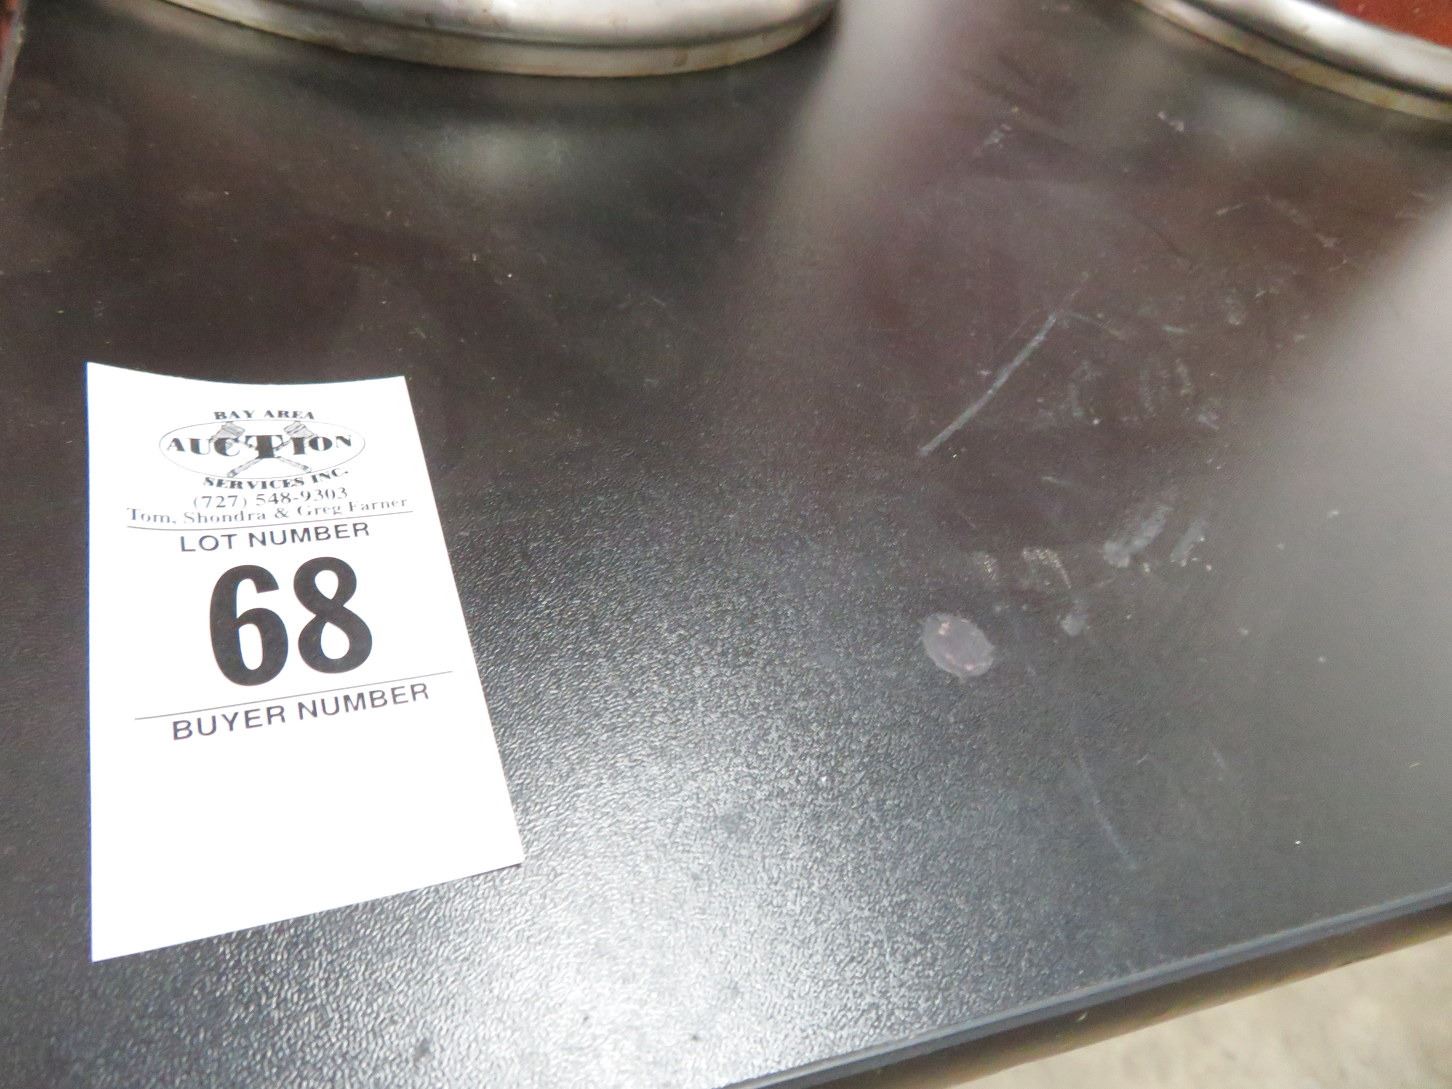 BAY AREA
AUCTION
SERVICES INC.
(727) 548-9303
Tom, Shondra & Greg Farner
LOT NUMBER
68
BUYER NUMBER